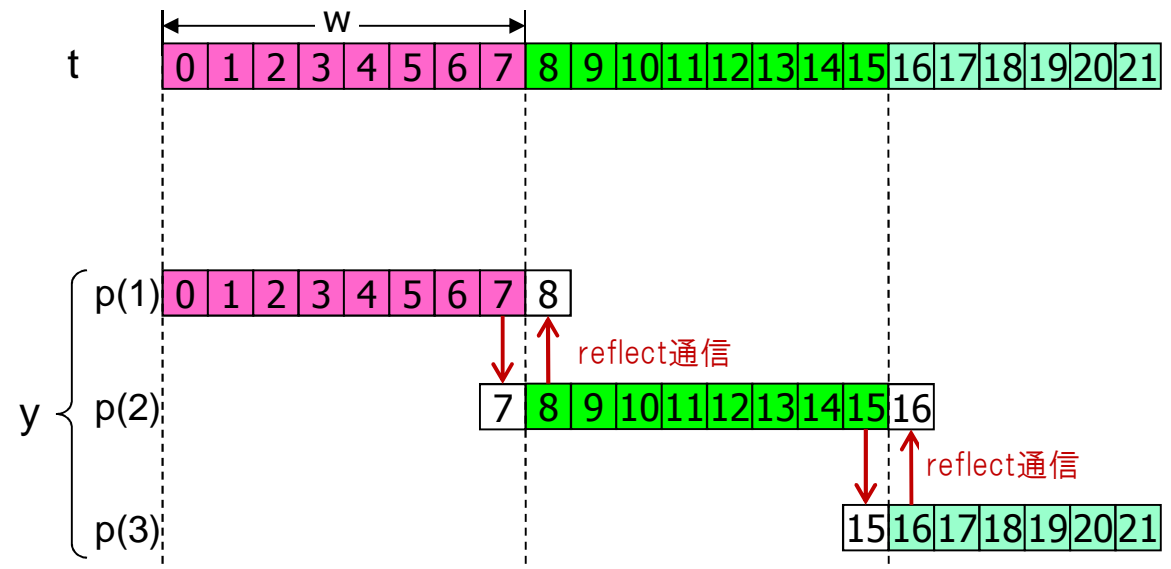 w
t 0 1 2 3 4 5 6 7 8 9 10 11 12 13 14 15 16 17 18 19 20 21
p(1) 0 1 2 3 4 5 6 7 8
reflect通信
y p(2) 7 8 9 10 11 12 13 14 15 16
reflect通信
p(3) 15 16 17 18 19 20 21